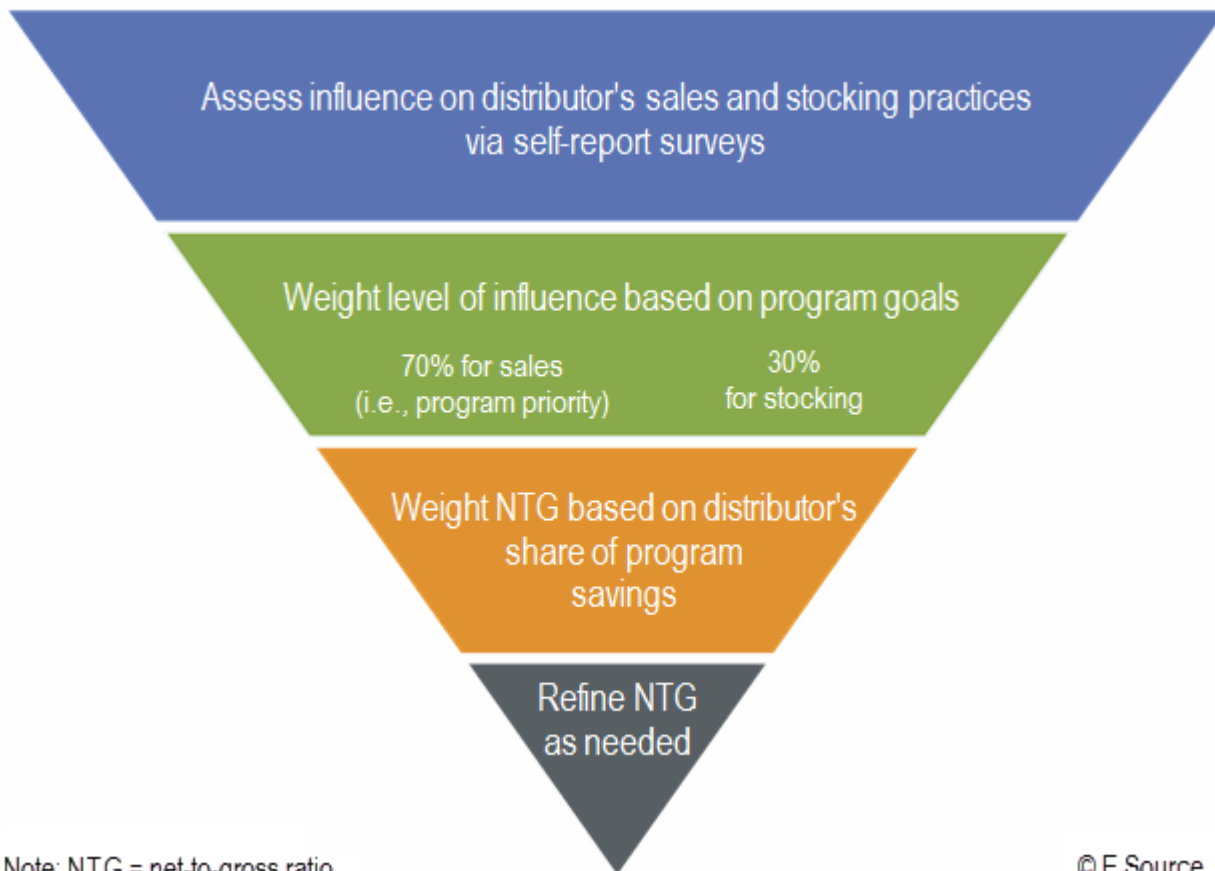 Assess influence on distributor's sales and stocking practices
via self-report surveys
Weight level of influence based on program goals
70% for sales
(i.e., program priority)
30%
for stocking
Weight NTG based on distributor's
share of program
savings
Refine NTG
as needed
Note: NTG = net-to-gross ratio
© E Source